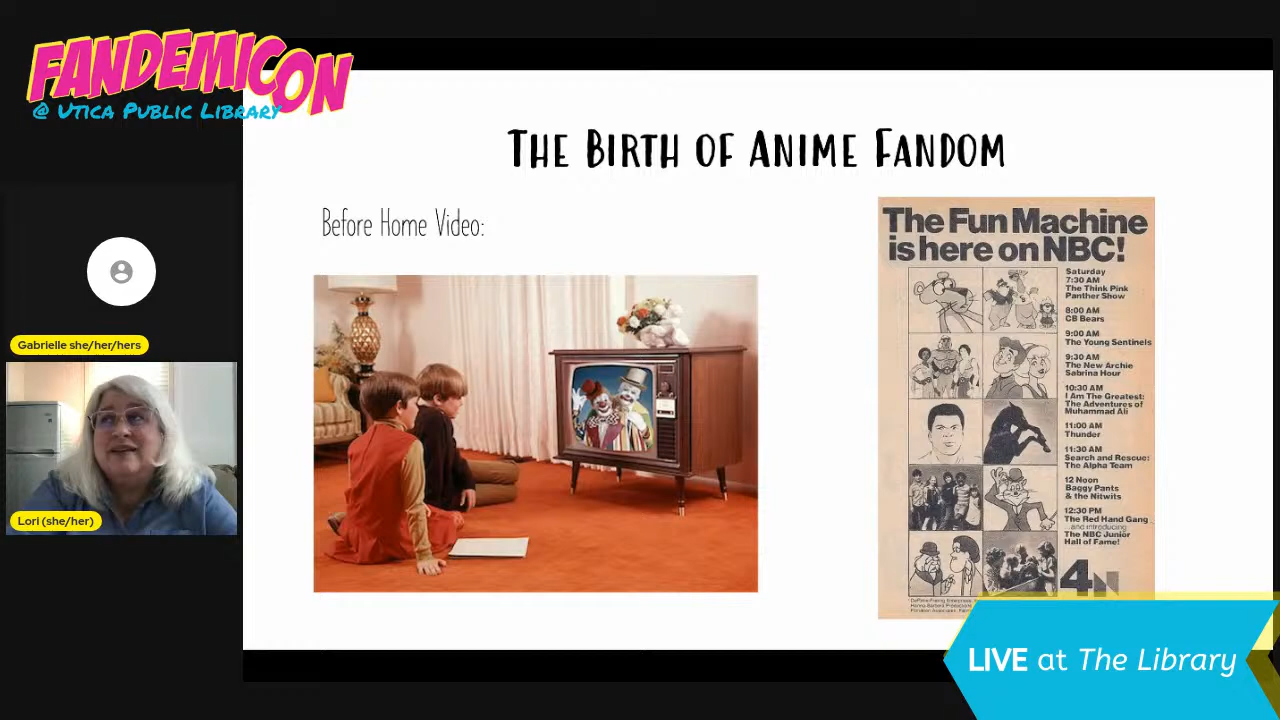 FANDEMICON
@ UTICA PUBLIC LIBRARY
THE BIRTH OF ANIME FANDOM
Before Home Video:
The Fun Machine
is here on NBC!
Saturday
7:30 AM
The Think Pink
Panther Show
8:00 AM
CB Bears
9:00 AM
The Young Sentinels
9:30 AM
The New Archie
Sabrina Hour
10:30 AM
I Am The Greatest:
The Adventures of
Muhammad Ali
11:00 AM
Thunder
11:30 AM
Search and Rescue:
The Alpha Team
12 Noon
Baggy Pants
& the Nitwits
12:30 PM
The Red Hand Gang
...and introducing
The NBC Junior
Hall of Fame!
4N
Gabrielle she/her/hers
Lori (she/her)
LIVE at The Library